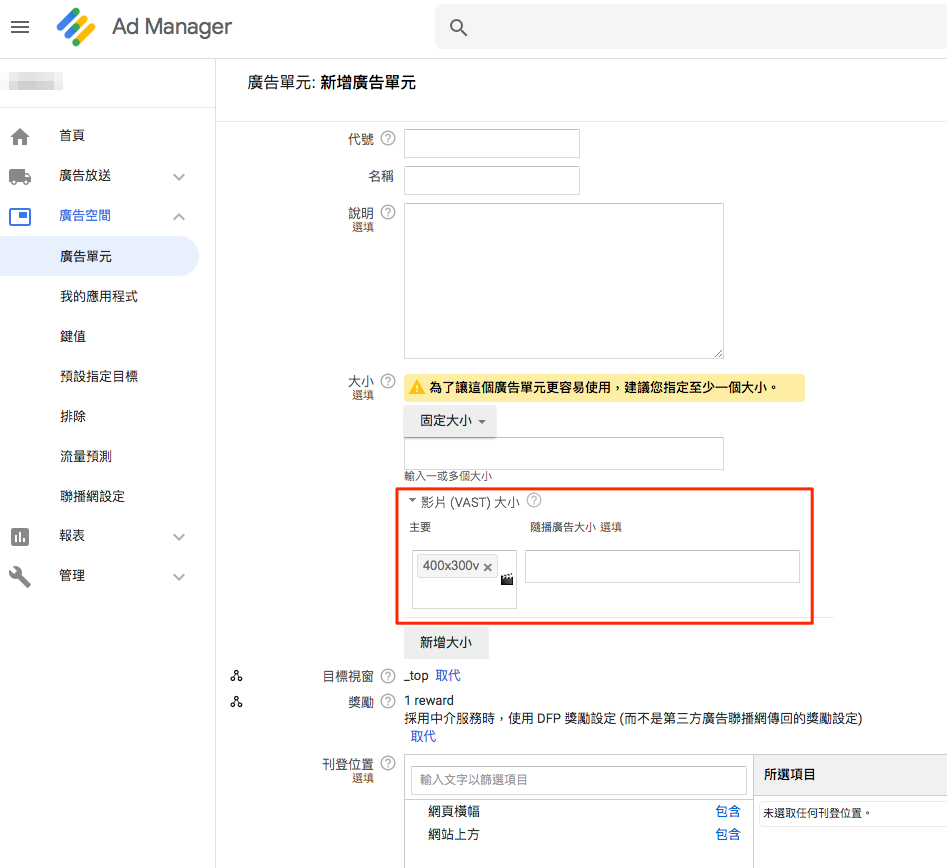 Ad Manager
廣告單元: 新增廣告單元
首頁
廣告放送
廣告空間
廣告單元
我的應用程式
鍵值
預設指定目標
排除
流量預測
聯播網設定
報表
管理
代號
名稱
說明
選填
大小
選填
為了讓這個廣告單元更容易使用，建議您指定至少一個大小。
固定大小
輸入一或多個大小
影片 (VAST) 大小
主要
隨播廣告大小 選填
400x300v
新增大小
目標視窗 _top 取代
獎勵 1 reward
採用中介服務時，使用 DFP 獎勵設定 (而不是第三方廣告聯播網傳回的獎勵設定)
取代
刊登位置
選填
輸入文字以篩選項目
網頁橫幅 包含
網站上方 包含
所選項目
未選取任何刊登位置。